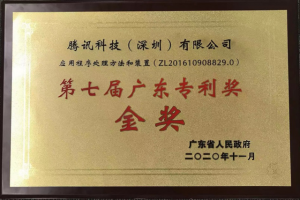 腾讯科技（深圳）有限公司
应用程序处理方法和装置（ZL201610908829.0）
第七届广东专利奖
金奖
广东省人民政府
二〇二〇年十一月